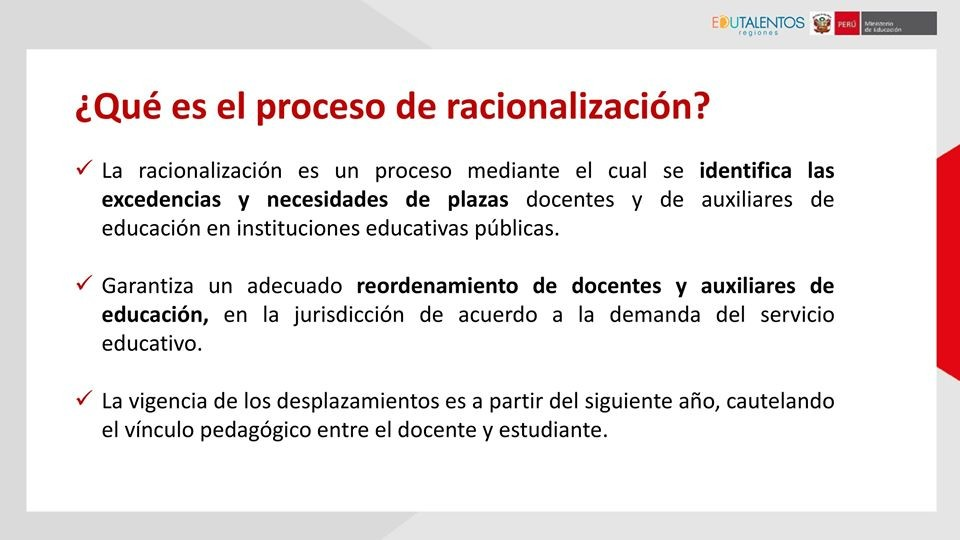 EDUTALENTOS
regiones
PERÚ
Ministerio
de Educación
¿Qué es el proceso de racionalización?
✓ La racionalización es un proceso mediante el cual se identifica las
excedencias y necesidades de plazas docentes y de auxiliares de
educación en instituciones educativas públicas.
✓ Garantiza un adecuado reordenamiento de docentes y auxiliares de
educación, en la jurisdicción de acuerdo a la demanda del servicio
educativo.
✓ La vigencia de los desplazamientos es a partir del siguiente año, cautelando
el vínculo pedagógico entre el docente y estudiante.